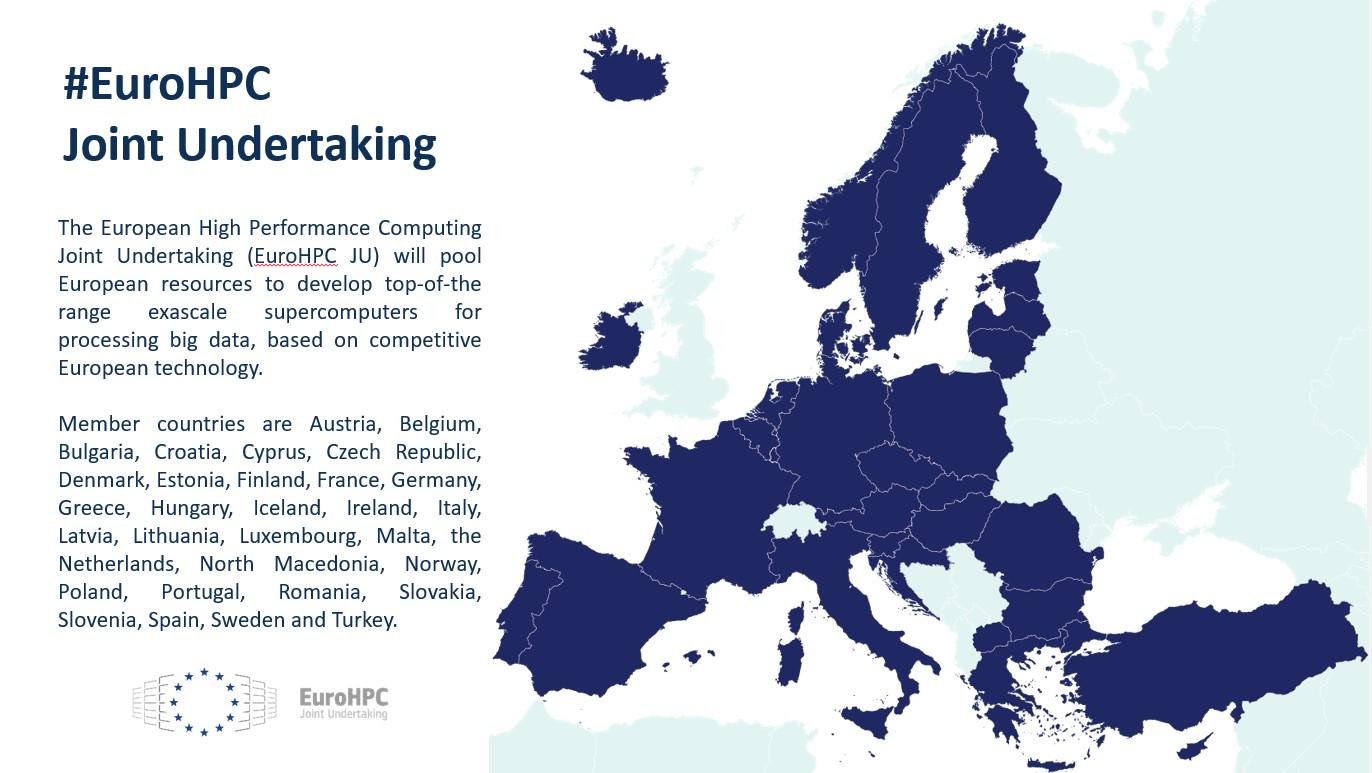 #EuroHPC
Joint Undertaking
The European High Performance Computing
Joint Undertaking (EuroHPC JU) will pool
European resources to develop top-of-the
range exascale supercomputers for
processing big data, based on competitive
European technology.
Member countries are Austria, Belgium,
Bulgaria, Croatia, Cyprus, Czech Republic,
Denmark, Estonia, Finland, France, Germany,
Greece, Hungary, Iceland, Ireland, Italy,
Latvia, Lithuania, Luxembourg, Malta, the
Netherlands, North Macedonia, Norway,
Poland, Portugal, Romania, Slovakia,
Slovenia, Spain, Sweden and Turkey.
EuroHPC
Joint Undertaking